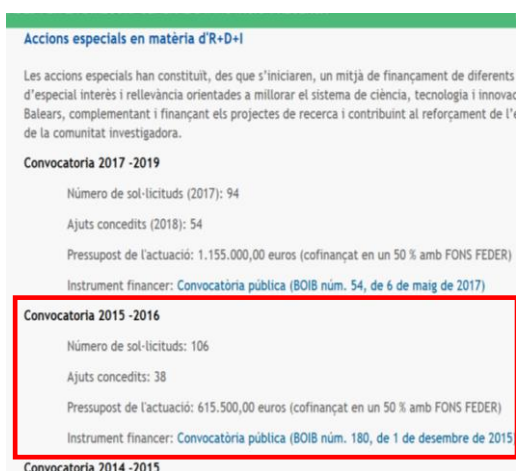 Accions especials en matèria d'R+D+I
Les accions especials han constituït, des que s’iniciaren, un mitjà de finançament de diferents
d’especial interès i rellevància orientades a millorar el sistema de ciència, tecnologia i innovac
Balears, complementant i finançant els projectes de recerca i contribuint al reforçament de l’e
de la comunitat investigadora.
Convocatoria 2017 -2019
Número de sol·licituds (2017): 94
Ajuts concedits (2018): 54
Pressupost de l'actuació: 1.155.000,00 euros (cofinançat en un 50 % amb FONS FEDER)
Instrument financer: Convocatòria pública (BOIB núm. 54, de 6 de maig de 2017)
Convocatoria 2015 -2016
Número de sol·licituds: 106
Ajuts concedits: 38
Pressupost de l'actuació: 615.500,00 euros (cofinançat en un 50 % amb FONS FEDER)
Instrument financer: Convocatòria pública (BOIB núm. 180, de 1 de desembre de 2015)
Convocatoria 2014 -2015